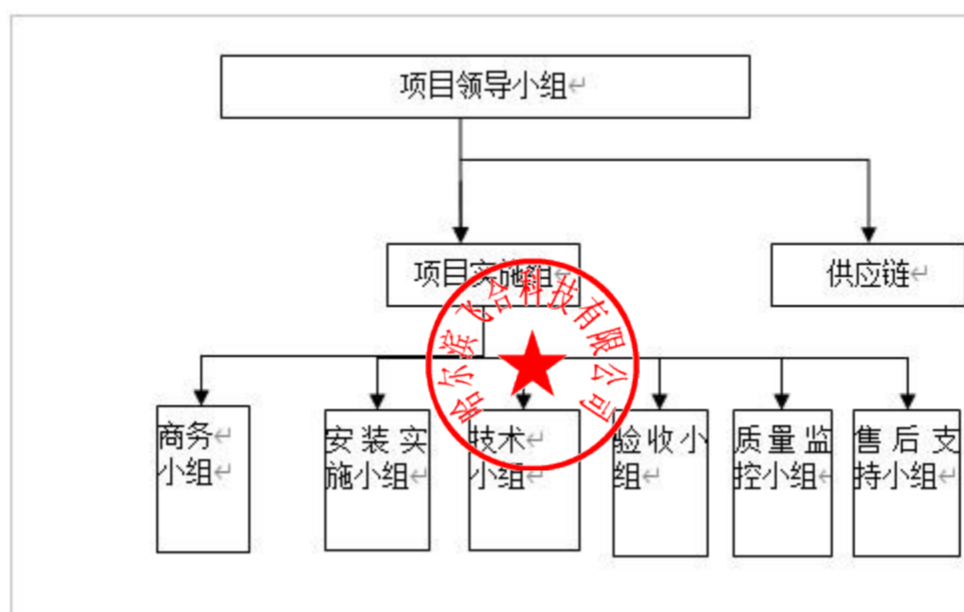 项目领导小组
项目实施组
供应链
哈尔滨飞合科技有限公司
商务
小组
安装实
施小组
技术
小组
验收小
组
质量监
控小组
售后支
持小组